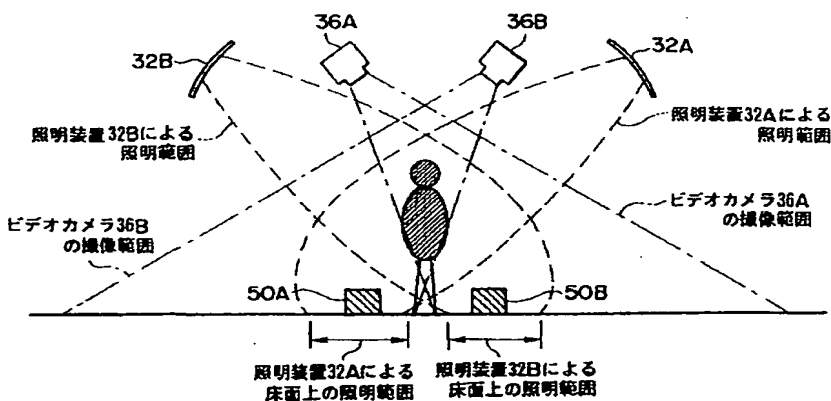 36A
36B
32B
32A
照明装置32Bによる
照明範囲
照明装置32Aによる
照明範囲
ビデオカメラ36B
の撮像範囲
ビデオカメラ36A
の撮像範囲
50A
50B
照明装置32Aによる
床面上の照明範囲
照明装置32Bによる
床面上の照明範囲